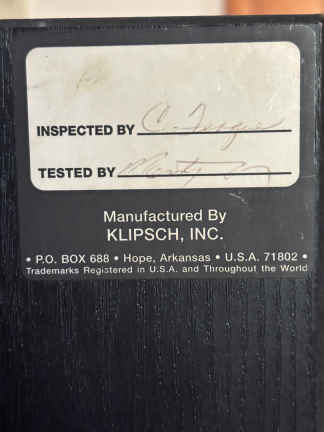 INSPECTED BY C.
TESTED BY
Manufactured By
KLIPSCH, INC.
• P.O. BOX 688 • Hope, Arkansas • U.S.A. 71802 •
Trademarks Registered in U.S.A. and Throughout the World